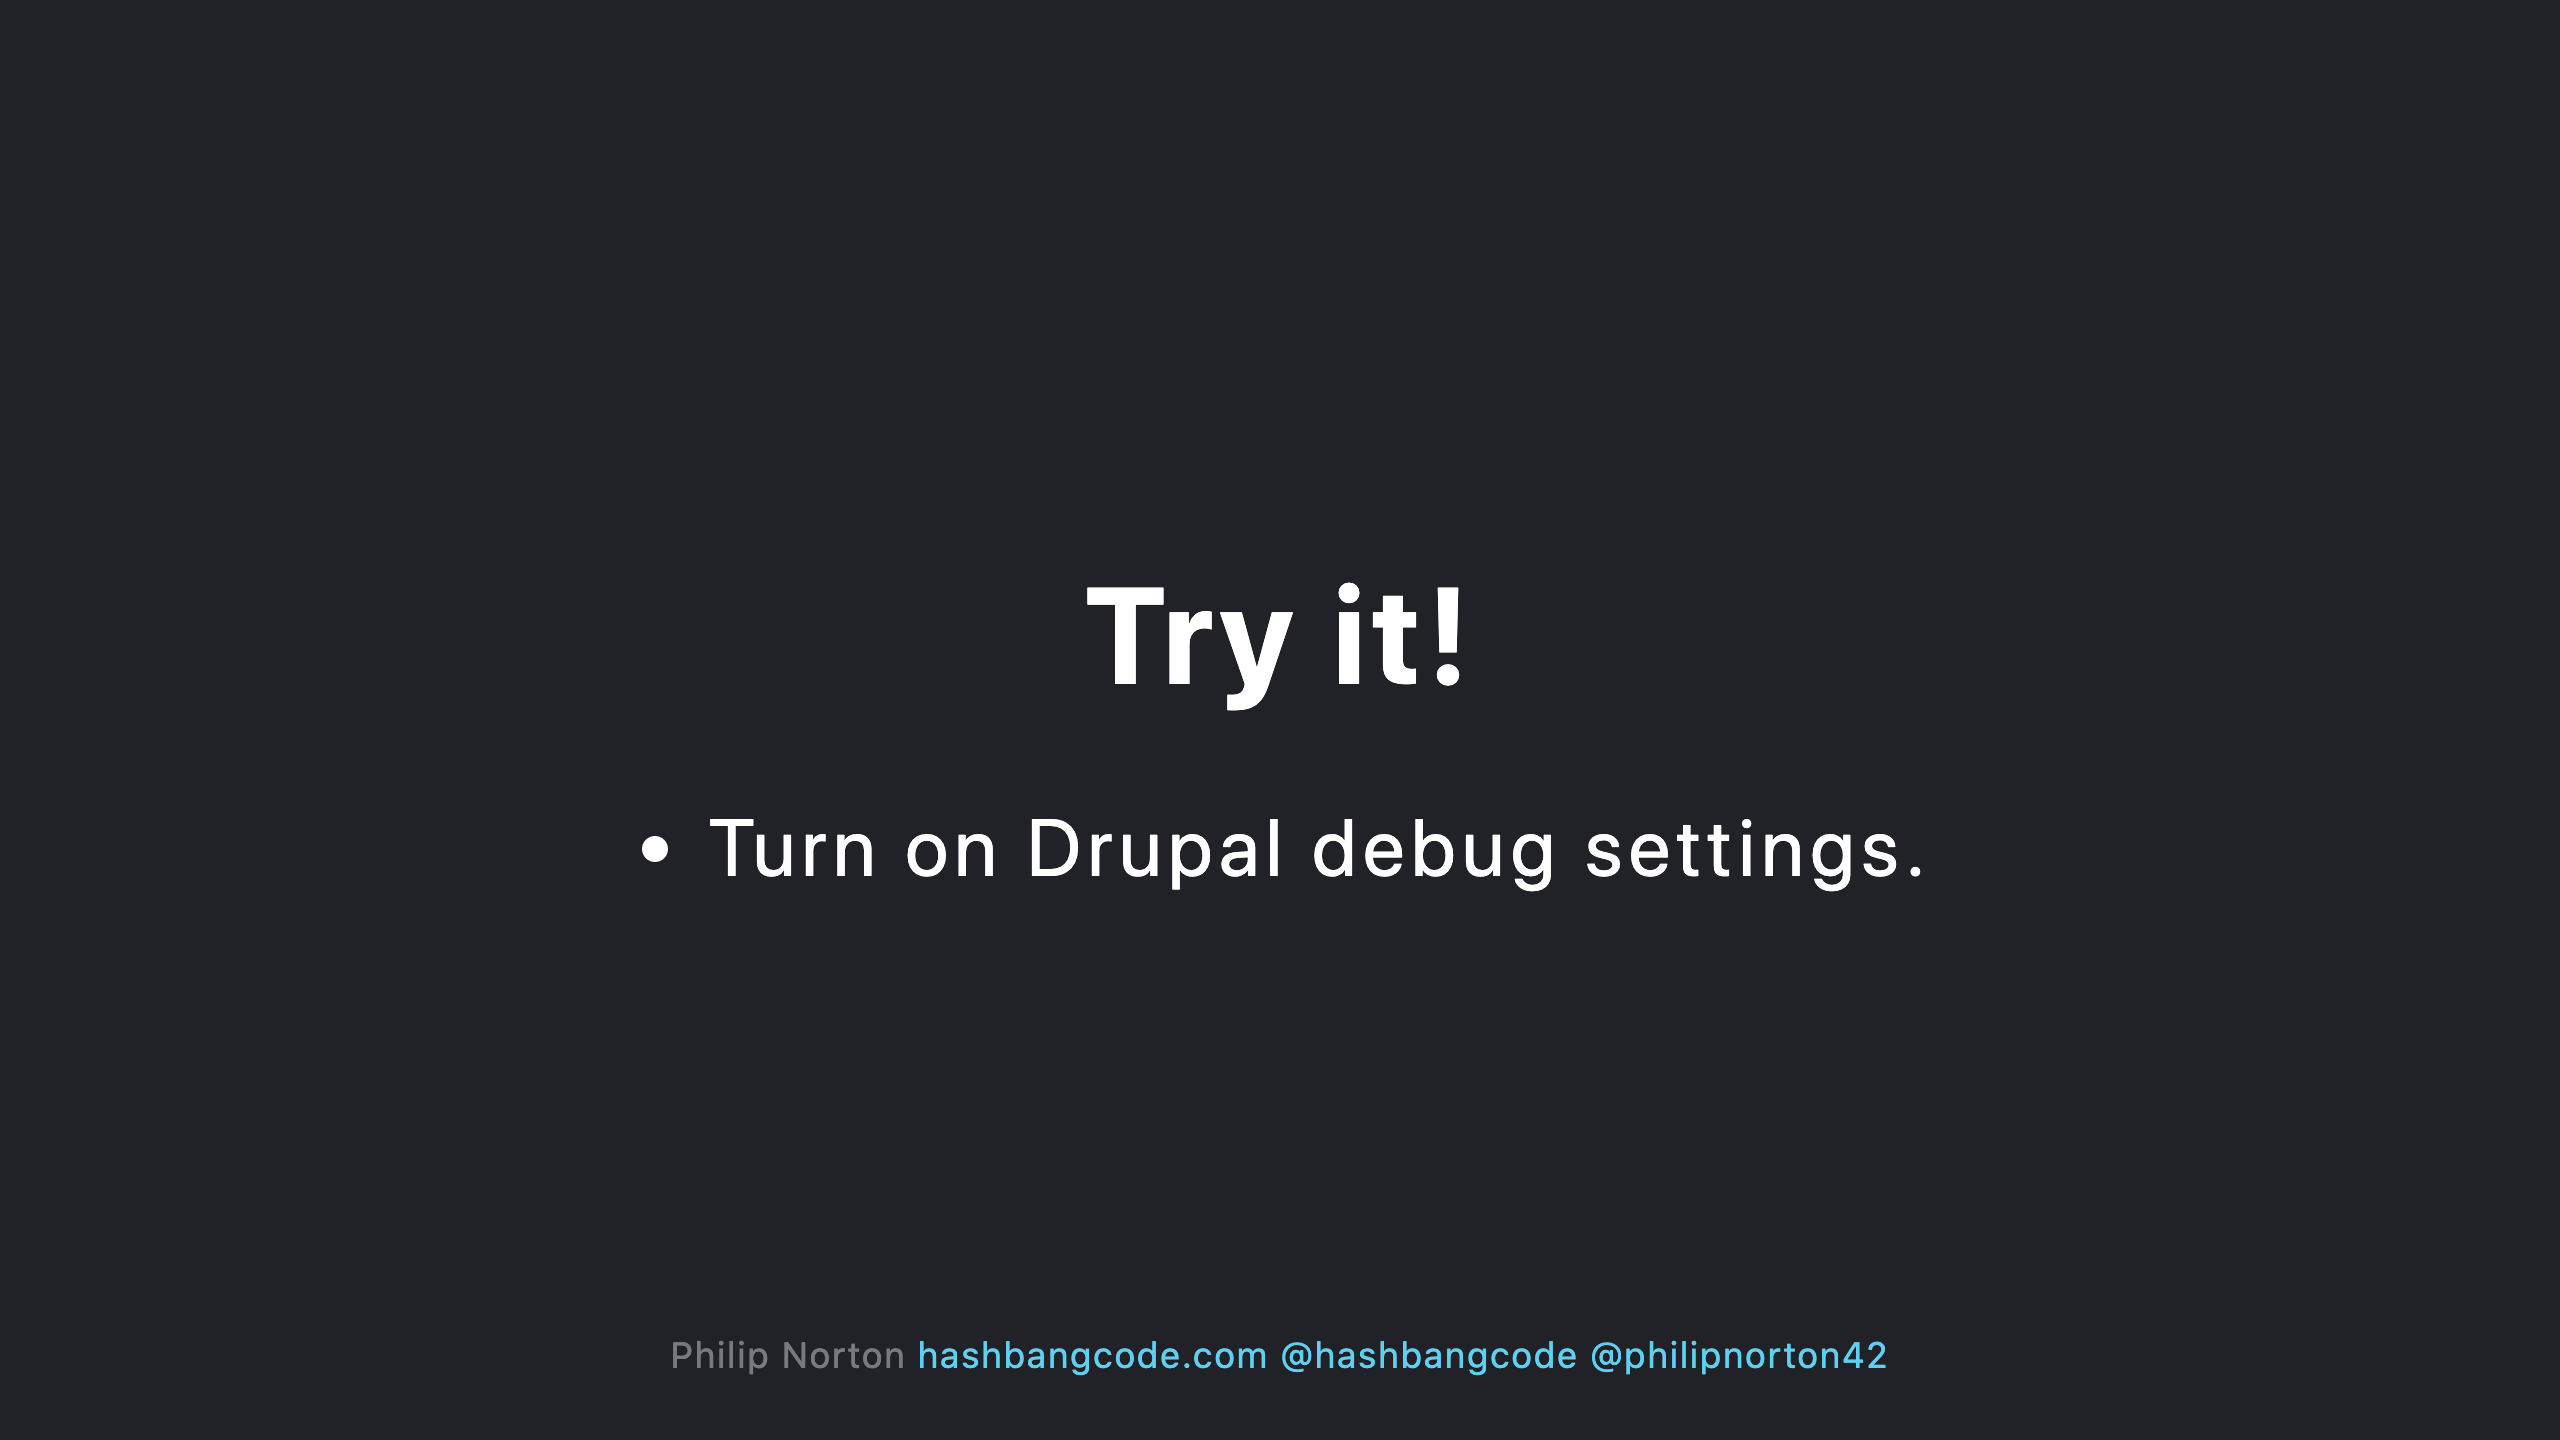 Try it!
• Turn on Drupal debug settings.
Philip Norton hashbangcode.com @hashbangcode @philipnorton42